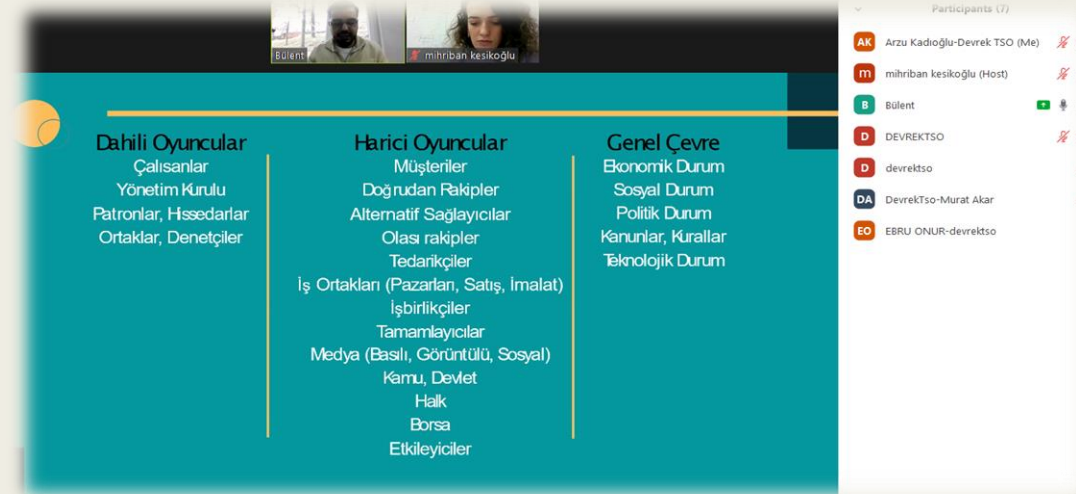 Bülent
mihriban kesikoğlu
Dahili Oyuncular
Çalısanlar
Yönetim Kurulu
Patronlar, Hissedarlar
Ortaklar, Denetçiler
Harici Oyuncular
Müşteriler
Doğrudan Rakipler
Alternatif Sağlayıcılar
Olası rakipler
Tedarikçiler
İş Ortakları (Pazarları, Satış, İmalat)
İşbirlikçiler
Tamamlayıcılar
Medya (Basılı, Görüntülü, Sosyal)
Kamu, Devlet
Halk
Borsa
Etkileyiciler
Genel Çevre
Ekonomik Durum
Sosyal Durum
Politik Durum
Kanunlar, Kurallar
Teknolojik Durum
Participants (7)
AK Arzu Kadıoğlu-Devrek TSO (Me)
m mihriban kesikoğlu (Host)
B Bülent
D DEVREKTSO
D devrektso
DA DevrekTso-Murat Akar
EO EBRU ONUR-devrektso